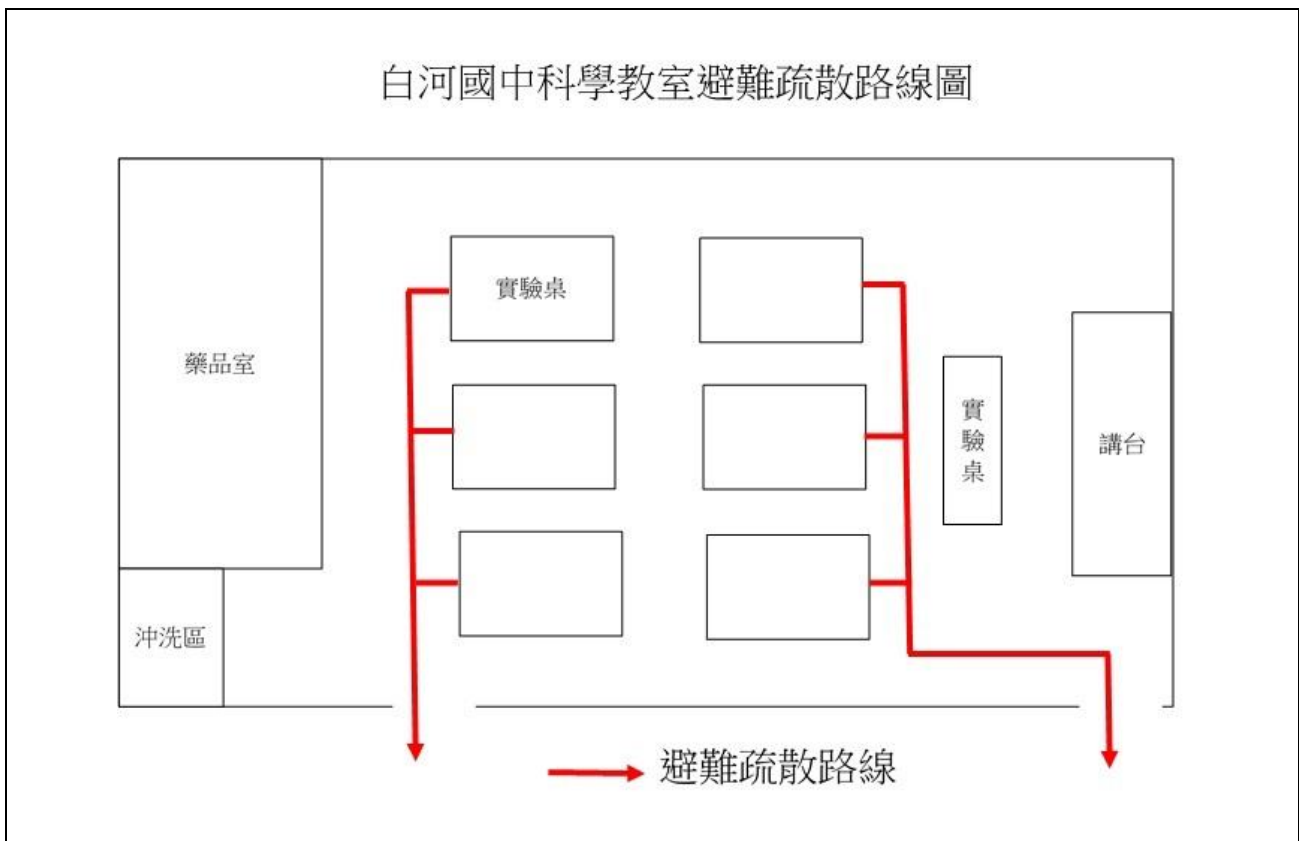 白河國中科學教室避難疏散路線圖
實驗桌
藥品室
實驗桌
講台
沖洗區
避難疏散路線